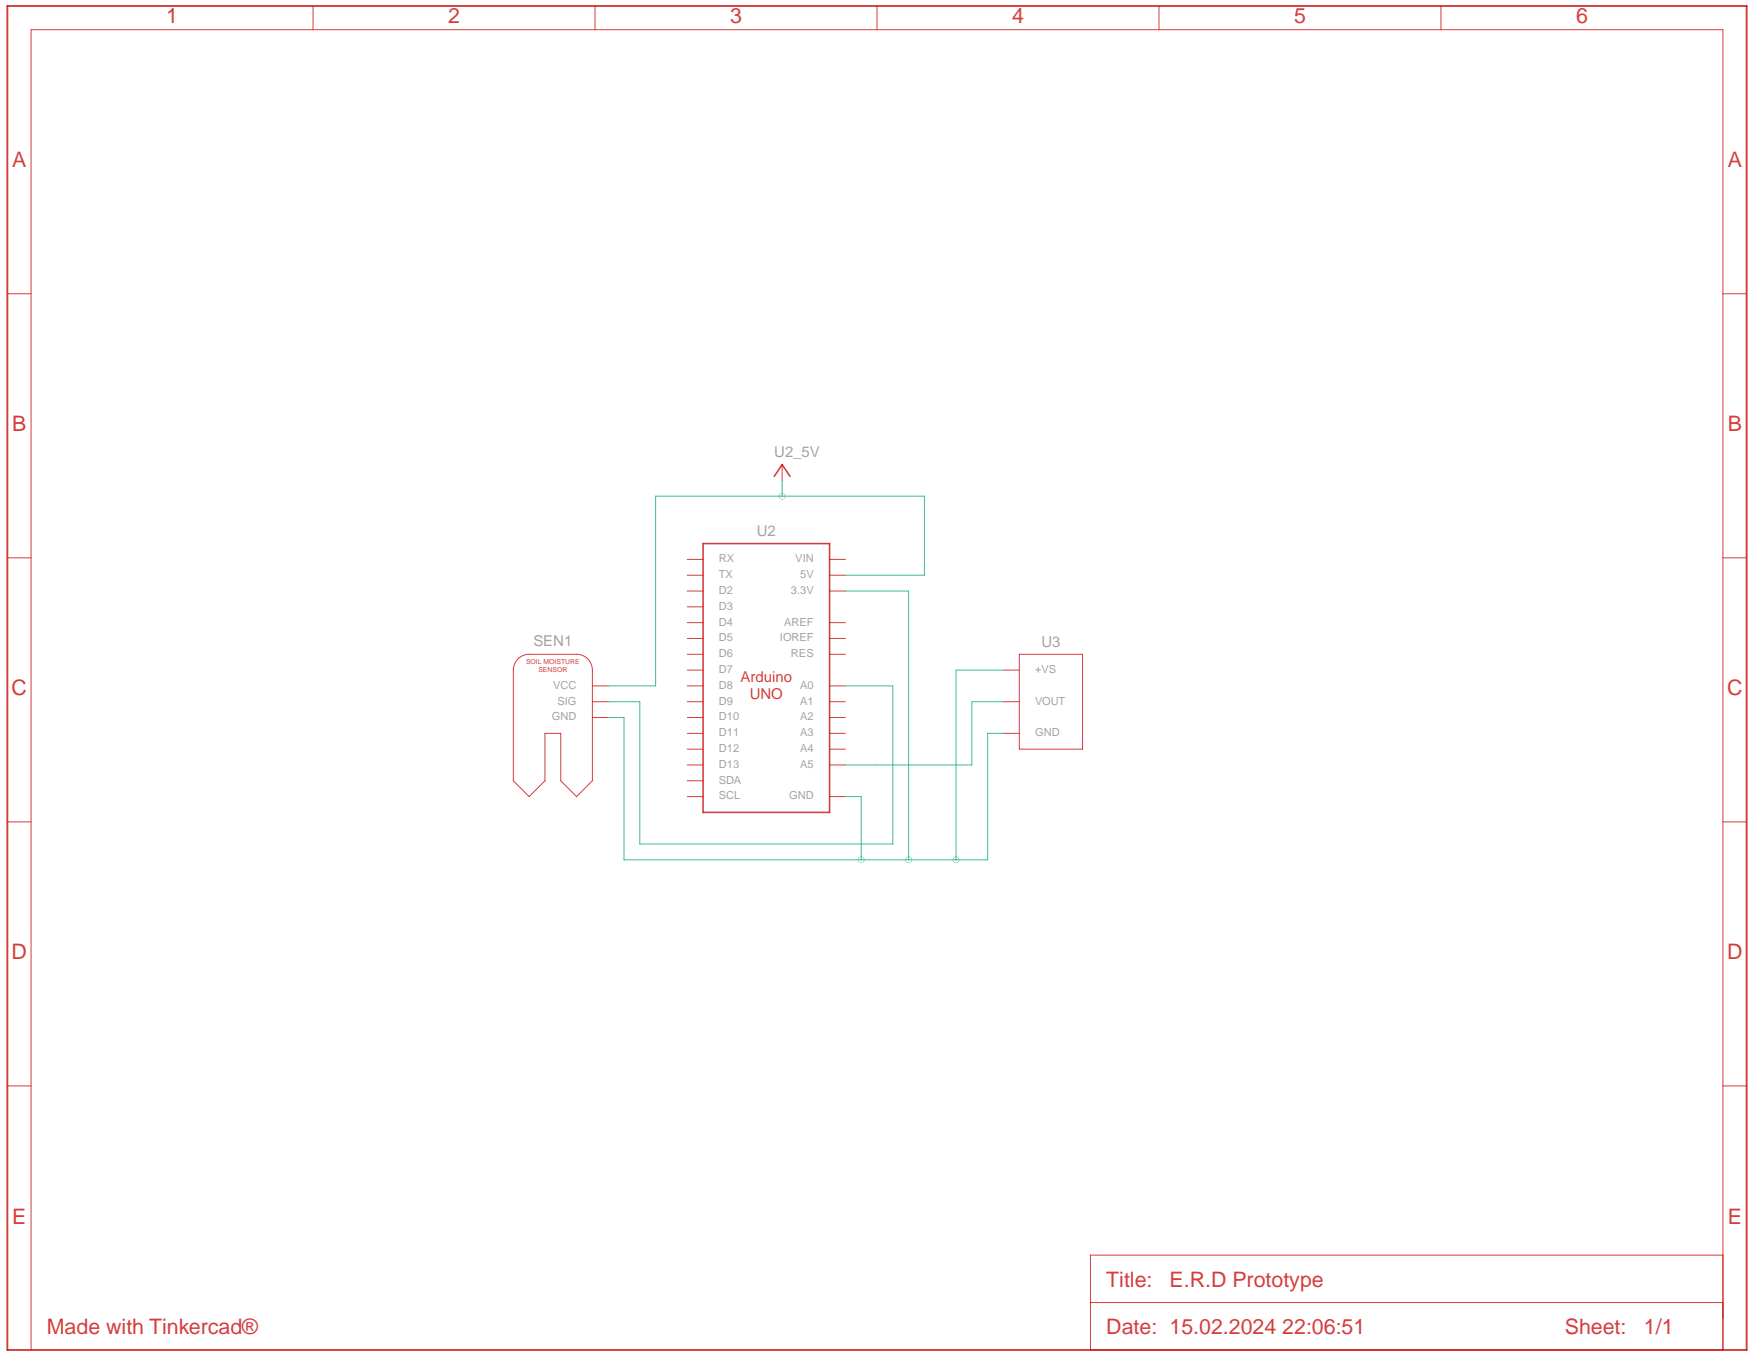 1 2 3 4 5 6
A A
B B
U2_5V
U2
RX VIN
TX 5V
D2 3.3V
D3
D4 AREF
D5 IOREF
D6 RES
D7
D8 A0
D9 A1
D10 A2
D11 A3
D12 A4
D13 A5
SDA
SCL GND
Arduino
UNO
SEN1
SOIL MOISTURE
SENSOR
VCC
SIG
GND
U3
+VS
VOUT
GND
C C
D D
E E
Title: E.R.D Prototype
Made with Tinkercad®
Date: 15.02.2024 22:06:51 Sheet: 1/1